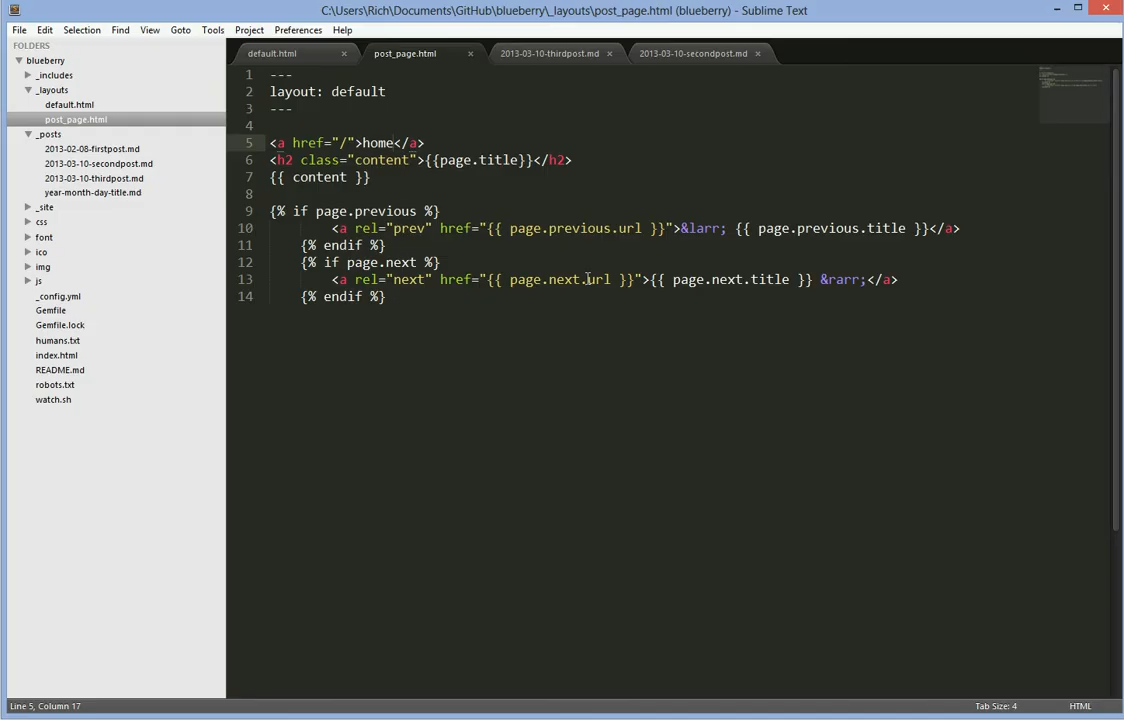 C:\Users\Rich\Documents\GitHub\blueberry\_layouts\post_page.html (blueberry) - Sublime Text
File Edit Selection Find View Goto Tools Project Preferences Help
FOLDERS
blueberry
_includes
_layouts
default.html
post_page.html
_posts
2013-02-08-firstpost.md
2013-03-10-secondpost.md
2013-03-10-thirdpost.md
year-month-day-title.md
_site
css
font
ico
img
js
_config.yml
Gemfile
Gemfile.lock
humans.txt
index.html
README.md
robots.txt
watch.sh
default.html × post_page.html × 2013-03-10-thirdpost.md × 2013-03-10-secondpost.md ×
1 ---
2 layout: default
3 ---
4
5 <a href="/">home</a>
6 <h2 class="content">{{page.title}}</h2>
7 {{ content }}
8
9 {% if page.previous %}
10         <a rel="prev" href="{{ page.previous.url }}">&larr; {{ page.previous.title }}</a>
11     {% endif %}
12     {% if page.next %}
13         <a rel="next" href="{{ page.next.url }}">{{ page.next.title }} &rarr;</a>
14     {% endif %}
Line 5, Column 17 Tab Size: 4 HTML